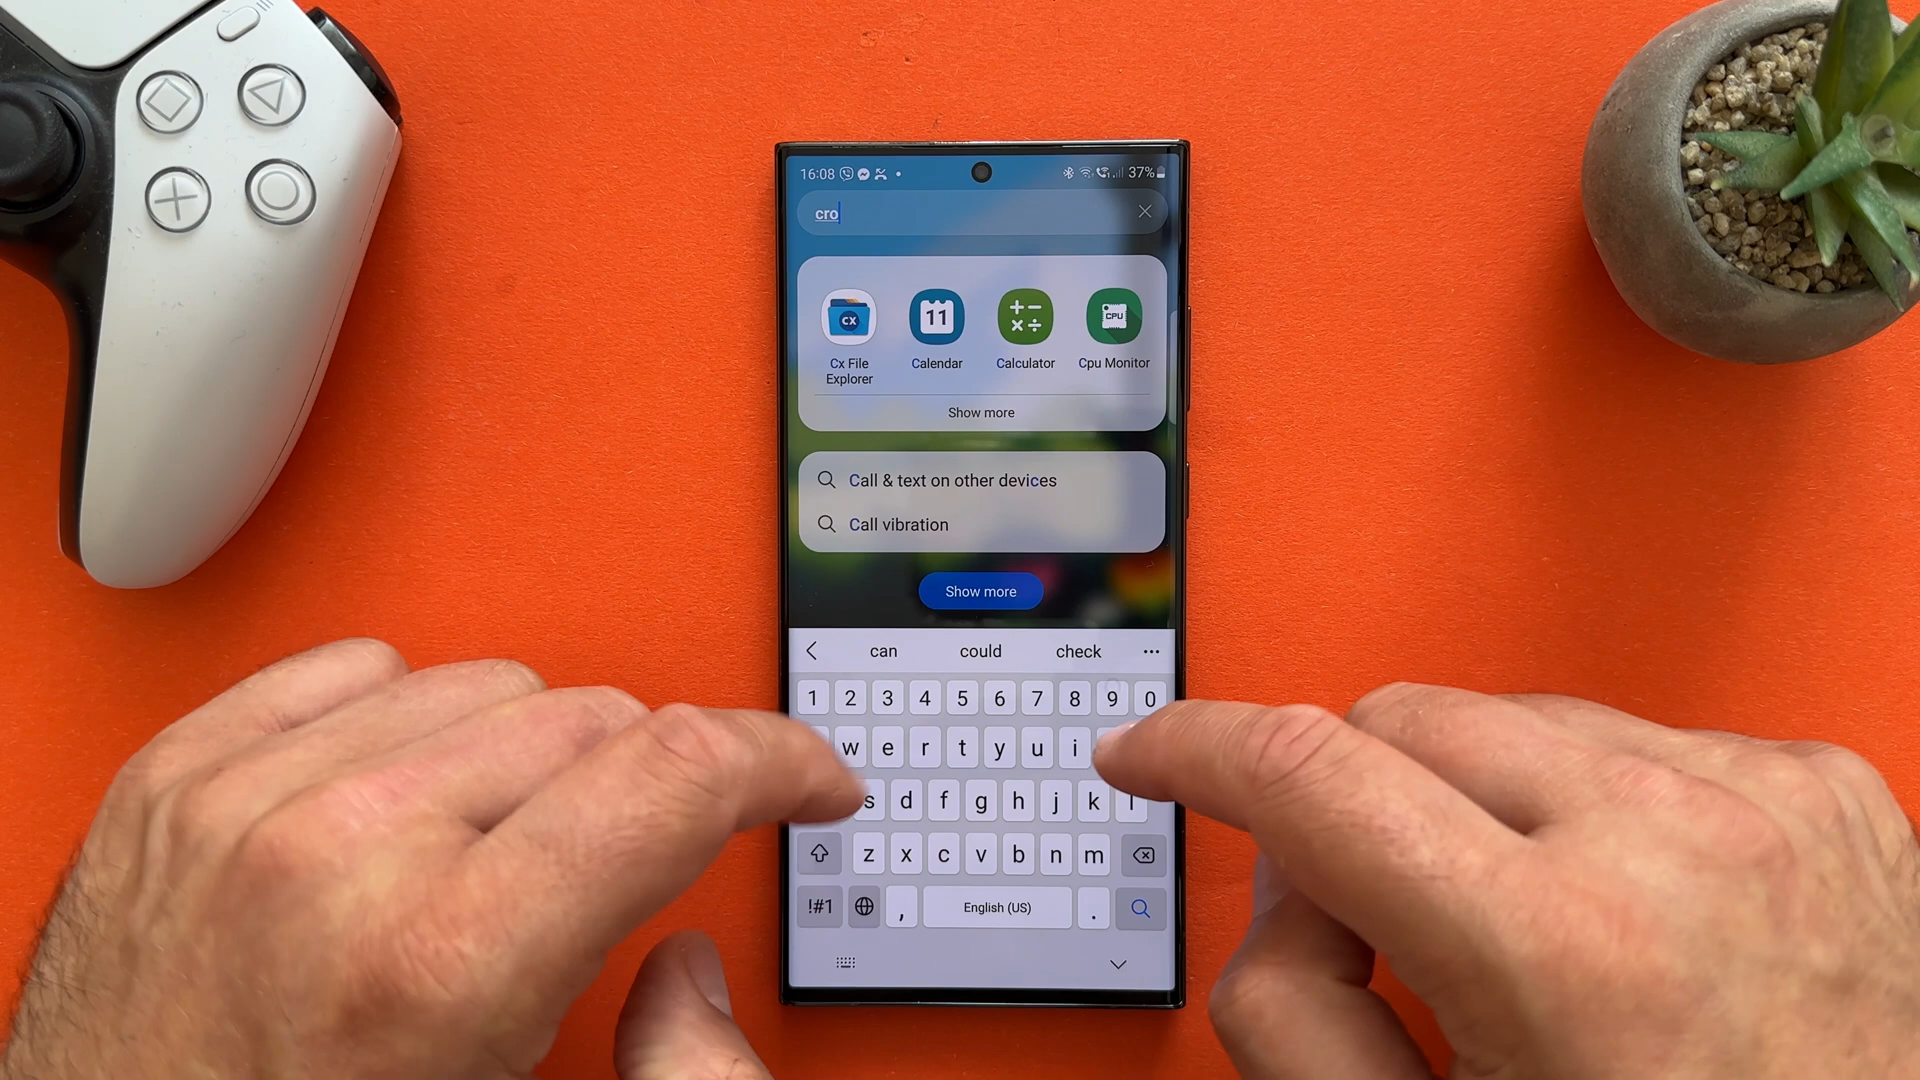 16:08 37%
cro
CX 11 CPU
Cx File Calendar Calculator Cpu Monitor
Explorer
Show more
Call & text on other devices
Call vibration
Show more
can could check
1 2 3 4 5 6 7 8 9 0
w e r t y u i
s d f g h j k l
z x c v b n m
!#1 , English (US) .